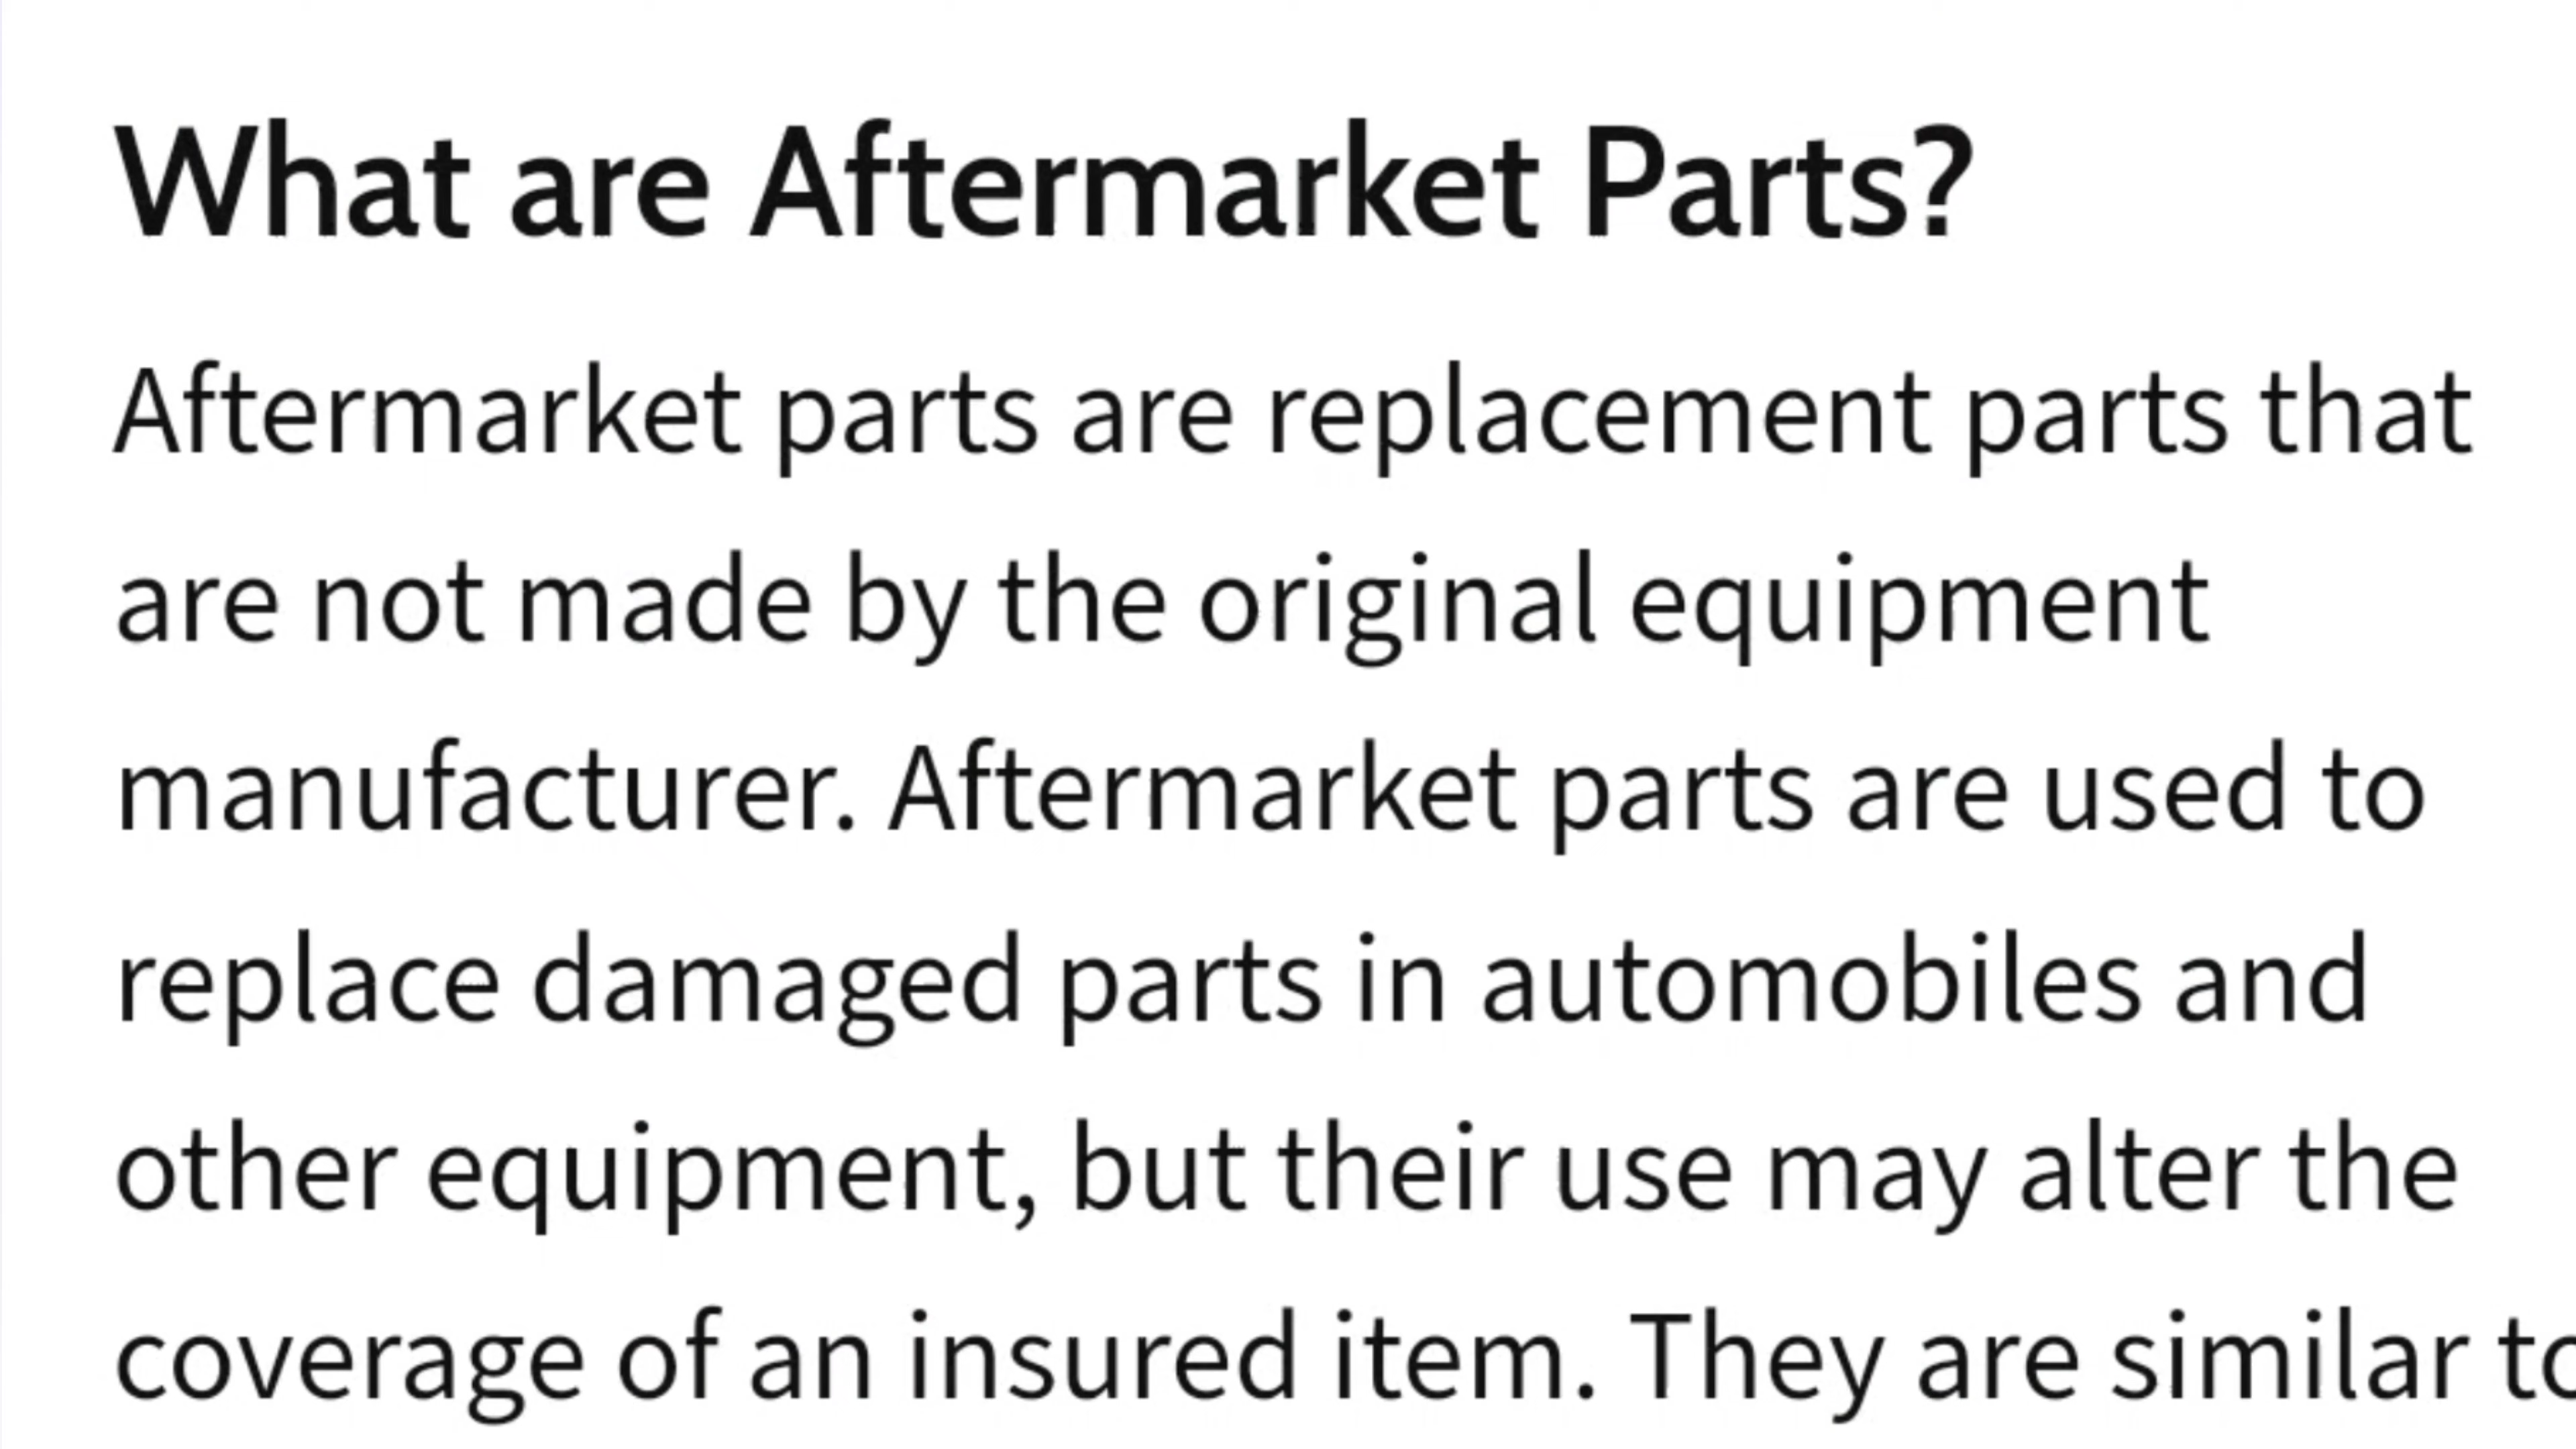 What are Aftermarket Parts?
Aftermarket parts are replacement parts that
are not made by the original equipment
manufacturer. Aftermarket parts are used to
replace damaged parts in automobiles and
other equipment, but their use may alter the
coverage of an insured item. They are similar to